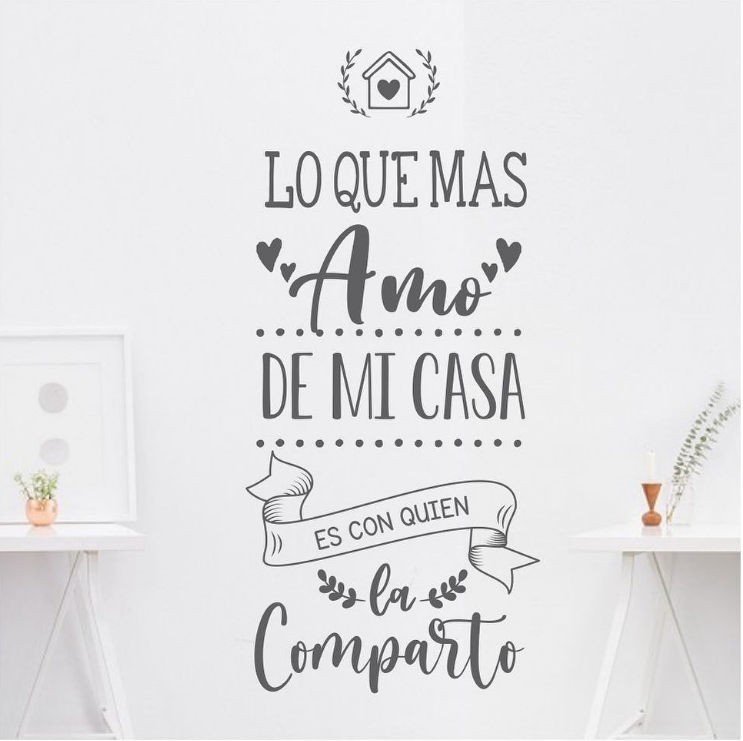 LO QUE MAS
Amo
DE MI CASA
ES CON QUIEN
la
Comparto